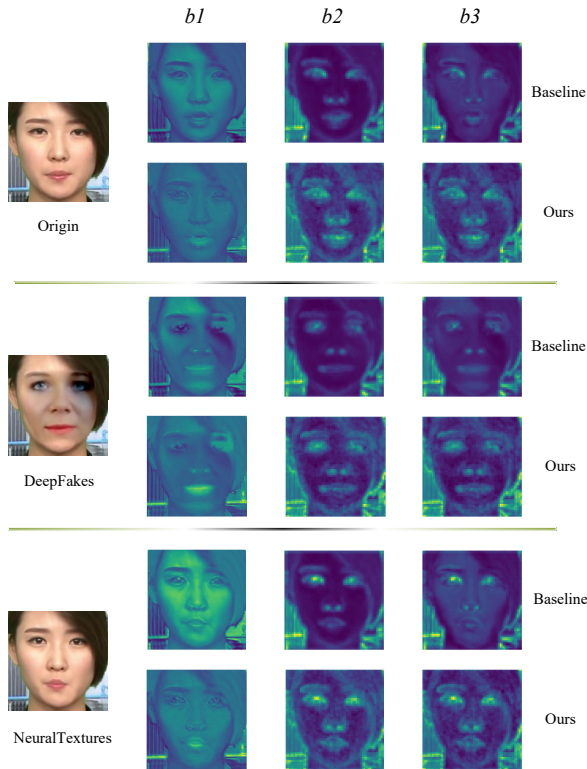 b1 b2 b3
Baseline
Origin
Ours
Baseline
DeepFakes
Ours
Baseline
NeuralTextures
Ours